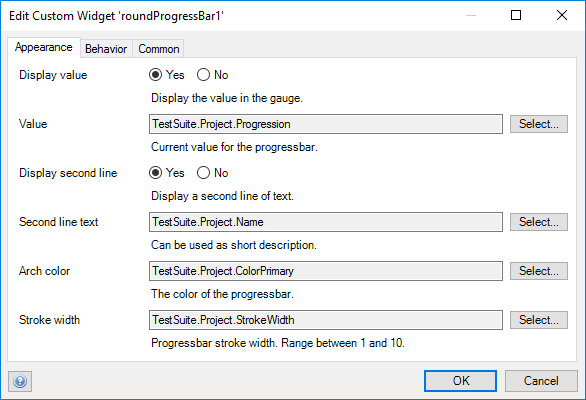 Edit Custom Widget 'roundProgressBar1'
Appearance Behavior Common
Display value Yes No
Display the value in the gauge.
Value TestSuite.Project.Progression Select...
Current value for the progressbar.
Display second line Yes No
Display a second line of text.
Second line text TestSuite.Project.Name Select...
Can be used as short description.
Arch color TestSuite.Project.ColorPrimary Select...
The color of the progressbar.
Stroke width TestSuite.Project.StrokeWidth Select...
Progressbar stroke width. Range between 1 and 10.
? OK Cancel